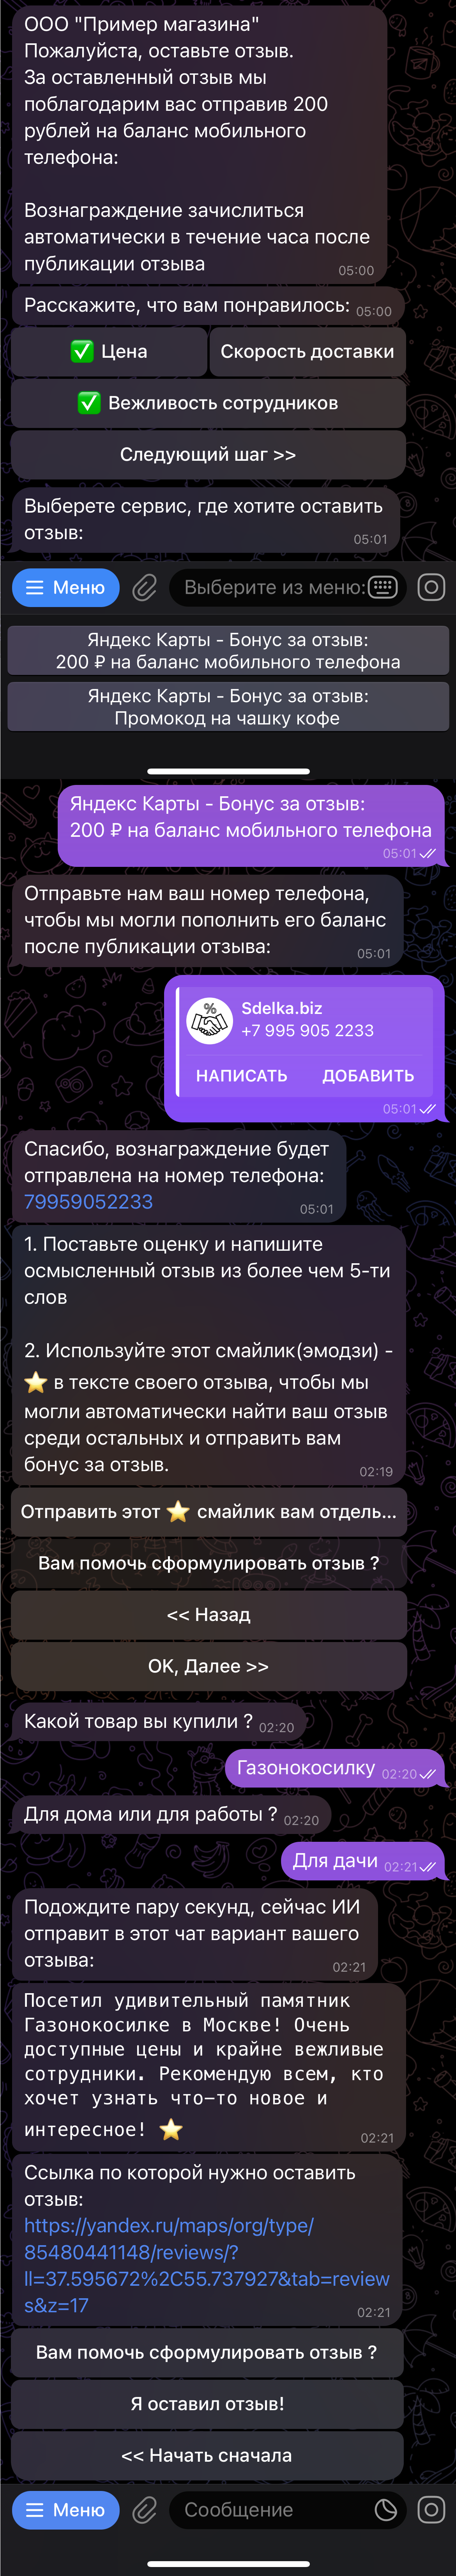 ООО "Пример магазина"
Пожалуйста, оставьте отзыв.
За оставленный отзыв мы
поблагодарим вас отправив 200
рублей на баланс мобильного
телефона:
Вознаграждение зачислиться
автоматически в течение часа после
публикации отзыва
05:00
Расскажите, что вам понравилось: 05:00
✅ Цена
Скорость доставки
✅ Вежливость сотрудников
Следующий шаг >>
Выберете сервис, где хотите оставить
отзыв:
05:01
Меню
Выберите из меню:
Яндекс Карты - Бонус за отзыв:
200 ₽ на баланс мобильного телефона
Яндекс Карты - Бонус за отзыв:
Промокод на чашку кофе
Яндекс Карты - Бонус за отзыв:
200 ₽ на баланс мобильного телефона
05:01
Отправьте нам ваш номер телефона,
чтобы мы могли пополнить его баланс
после публикации отзыва:
05:01
%
Sdelka.biz
+7 995 905 2233
НАПИСАТЬ
ДОБАВИТЬ
05:01
Спасибо, вознаграждение будет
отправлена на номер телефона:
79959052233
05:01
1. Поставьте оценку и напишите
осмысленный отзыв из более чем 5-ти
слов
2. Используйте этот смайлик(эмодзи) -
⭐ в тексте своего отзыва, чтобы мы
могли автоматически найти ваш отзыв
среди остальных и отправить вам
бонус за отзыв.
02:19
Отправить этот ⭐ смайлик вам отдель...
Вам помочь сформулировать отзыв ?
<< Назад
ОК, Далее >>
Какой товар вы купили ? 02:20
Газонокосилку 02:20
Для дома или для работы ? 02:20
Для дачи 02:21
Подождите пару секунд, сейчас ИИ
отправит в этот чат вариант вашего
отзыва:
02:21
Посетил удивительный памятник
Газонокосилке в Москве! Очень
доступные цены и крайне вежливые
сотрудники. Рекомендую всем, кто
хочет узнать что-то новое и
интересное! ⭐
02:21
Ссылка по которой нужно оставить
отзыв:
https://yandex.ru/maps/org/type/
85480441148/reviews/?
ll=37.595672%2C55.737927&tab=review
s&z=17
02:21
Вам помочь сформулировать отзыв ?
Я оставил отзыв!
<< Начать сначала
Меню
Сообщение